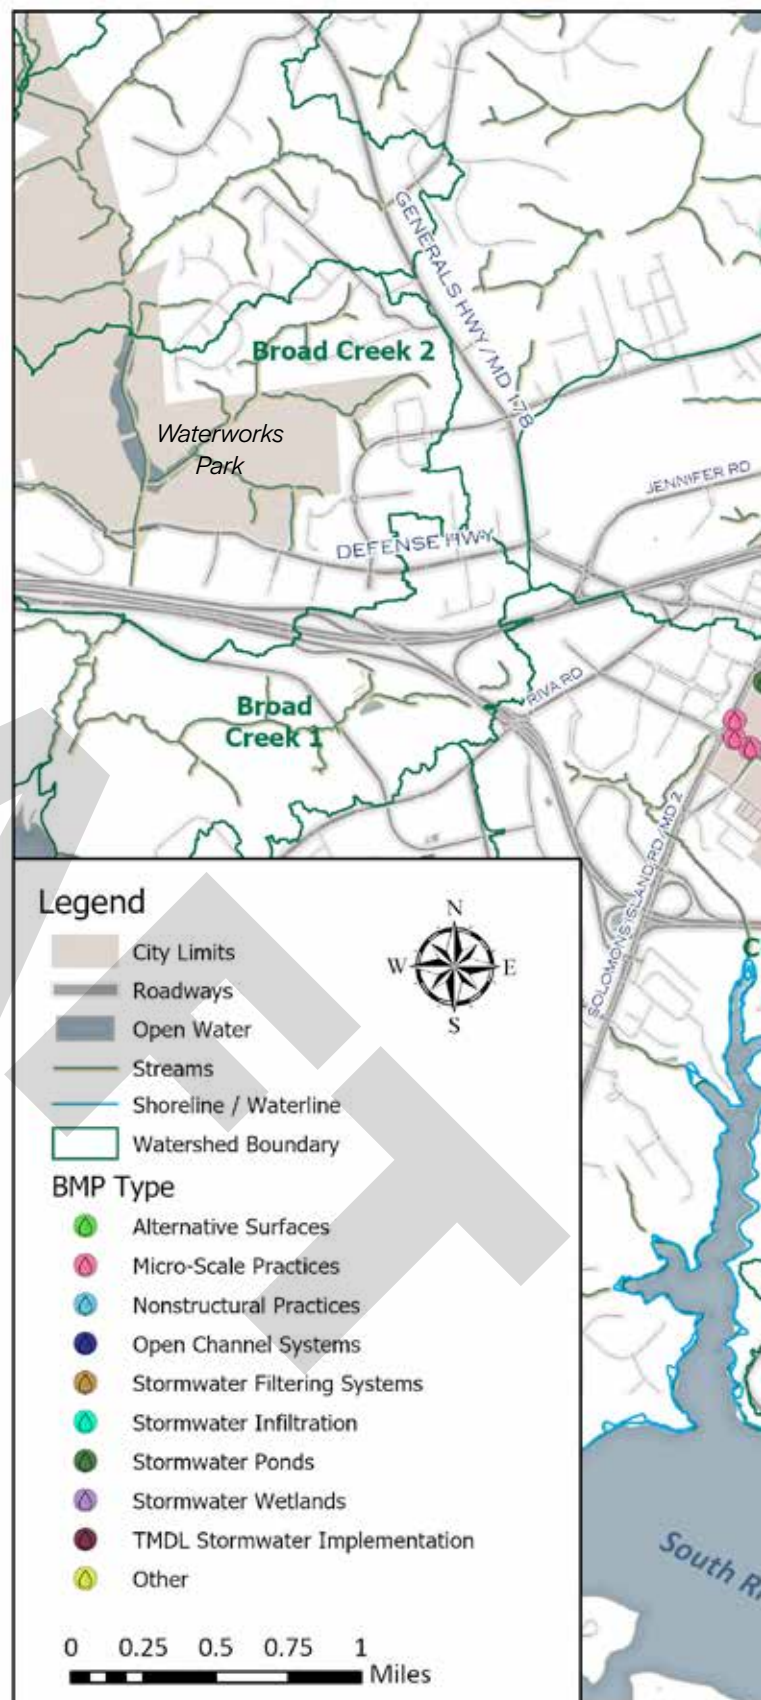 GENERALS HWY/MD 178
Broad Creek 2
Waterworks
Park
JENNIFER RD
DEFENSE HWY
RIVA RD
Broad
Creek 1
SOLOMONS ISLAND RD/MD 2
C
Legend
City Limits
Roadways
Open Water
Streams
Shoreline / Waterline
Watershed Boundary
N
W E
S
BMP Type
Alternative Surfaces
Micro-Scale Practices
Nonstructural Practices
Open Channel Systems
Stormwater Filtering Systems
Stormwater Infiltration
Stormwater Ponds
Stormwater Wetlands
TMDL Stormwater Implementation
Other
South Ri
0 0.25 0.5 0.75 1
Miles